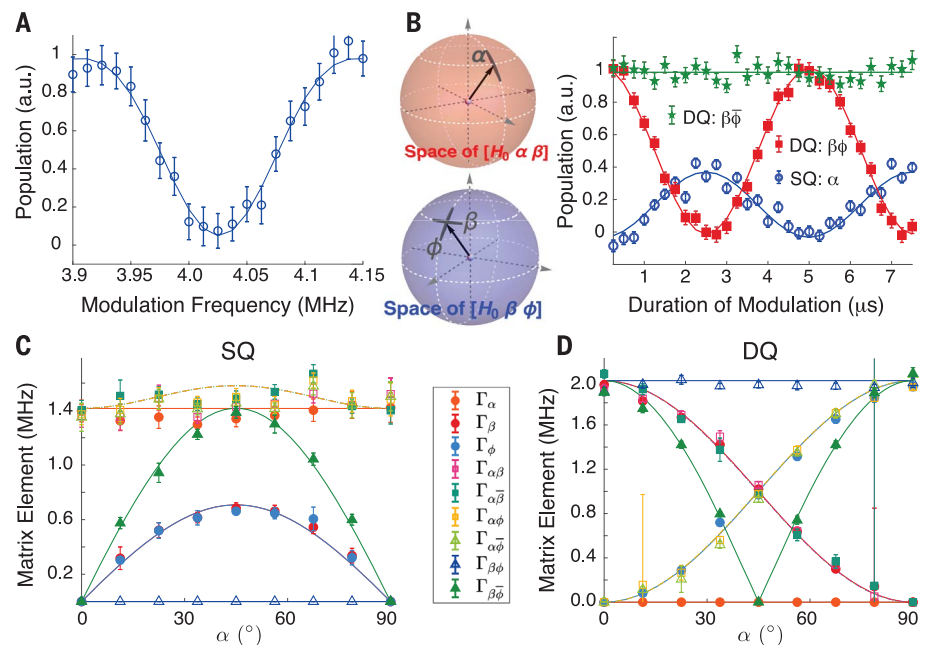 A
Population (a.u.)
1
0.8
0.6
0.4
0.2
0
3.9
3.95
4.0
4.05
4.1
4.15
Modulation Frequency (MHz)
B
α
Space of [H₀ α β]
β
ϕ
Space of [H₀ β ϕ]
Population (a.u.)
1
0.8
0.6
0.4
0.2
0
DQ: βϕ̅
DQ: βϕ
SQ: α
1
2
3
4
5
6
7
Duration of Modulation (μs)
C
SQ
Matrix Element (MHz)
1.4
1.0
0.6
0.2
0
30
60
90
α (°)
Γα
Γβ
Γϕ
Γαβ
Γαβ̅
Γαϕ
Γαϕ̅
Γβϕ
Γβϕ̅
D
DQ
Matrix Element (MHz)
2.0
1.6
1.2
0.8
0.4
0.0
0
30
60
90
α (°)